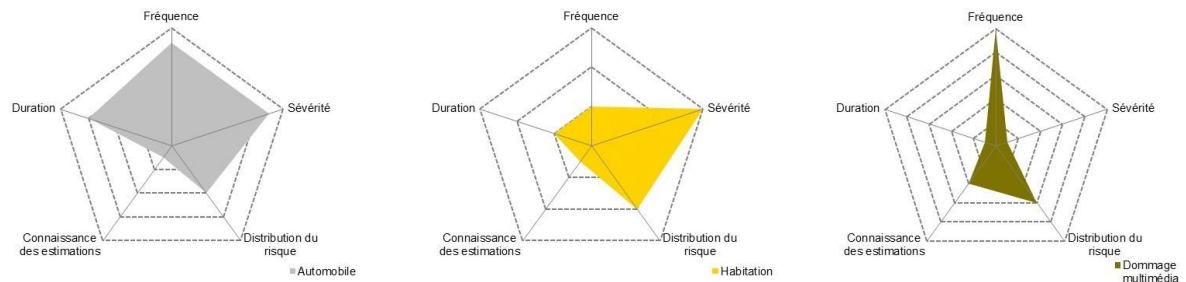 Fréquence
Duration
Sévérité
Connaissance
des estimations
Distribution du
risque
Automobile
Fréquence
Duration
Sévérité
Connaissance
des estimations
Distribution du
risque
Habitation
Fréquence
Duration
Sévérité
Connaissance
des estimations
Distribution du
risque
Dommage
multimédia